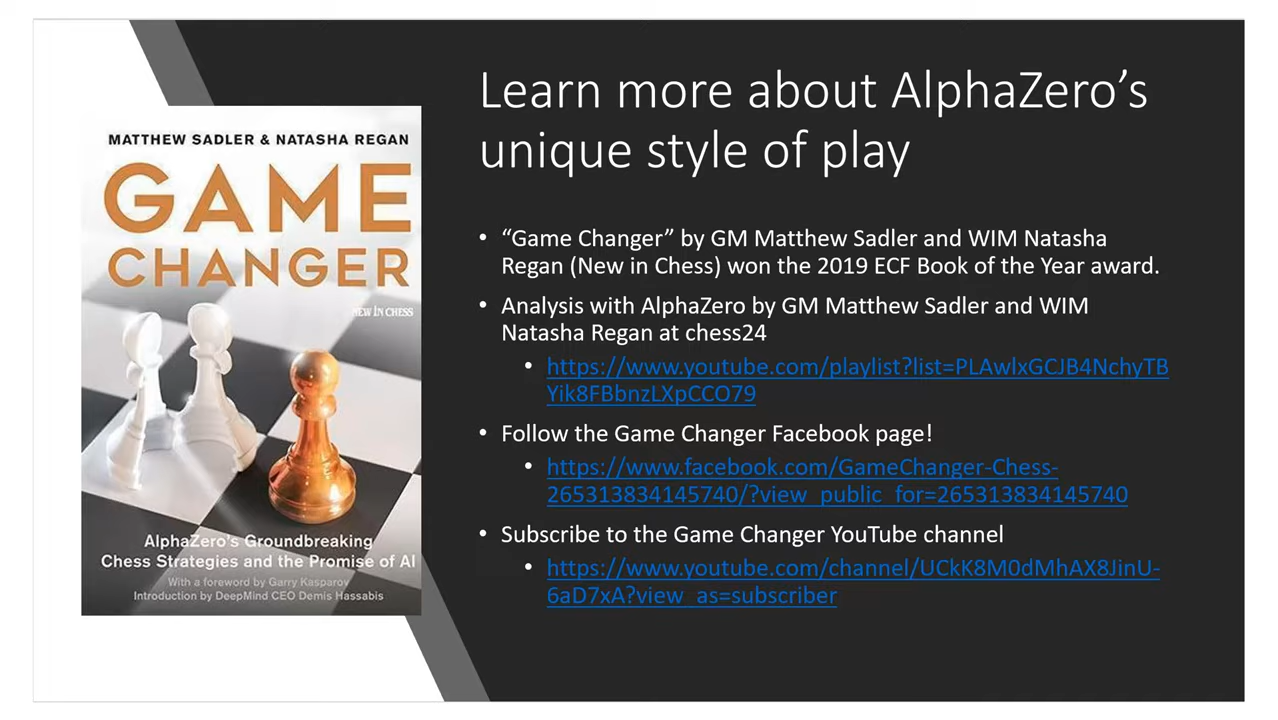 MATTHEW SADLER & NATASHA REGAN
GAME
CHANGER
NEW IN CHESS
AlphaZero's Groundbreaking
Chess Strategies and the Promise of AI
With a foreword by Garry Kasparov
Introduction by DeepMind CEO Demis Hassabis
Learn more about AlphaZero’s
unique style of play
• “Game Changer” by GM Matthew Sadler and WIM Natasha
Regan (New in Chess) won the 2019 ECF Book of the Year award.
• Analysis with AlphaZero by GM Matthew Sadler and WIM
Natasha Regan at chess24
• https://www.youtube.com/playlist?list=PLAwlxGCJB4NchyTB
Yik8FBbnzLXpCCO79
• Follow the Game Changer Facebook page!
• https://www.facebook.com/GameChanger-Chess-
265313834145740/?view_public_for=265313834145740
• Subscribe to the Game Changer YouTube channel
• https://www.youtube.com/channel/UCkK8M0dMhAX8JinU-
6aD7xA?view_as=subscriber